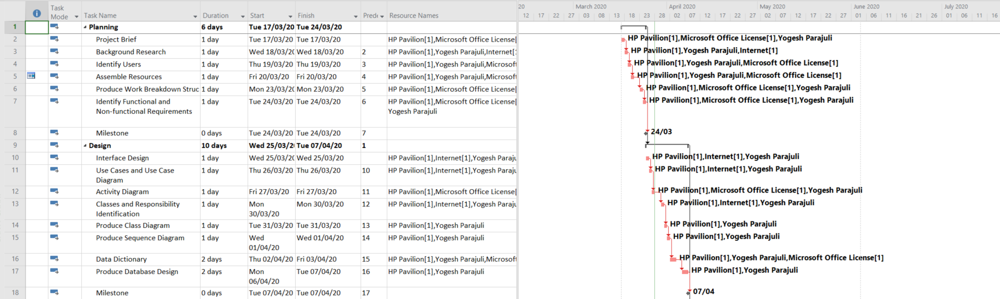 Task Mode Task Name Duration Start Finish Prede Resource Names
20 March 2020 April 2020 May 2020 June 2020 July 2020
12 17 22 27 03 08 13 18 23 28 02 07 12 17 22 27 02 07 12 17 22 27 01 06 11 16 21 26 01 06 11 16
1 Planning 6 days Tue 17/03/20 Tue 24/03/20
2 Project Brief 1 day Tue 17/03/20 Tue 17/03/20 HP Pavilion[1],Microsoft Office License[ HP Pavilion[1],Microsoft Office License[1],Yogesh Parajuli
3 Background Research 1 day Wed 18/03/20 Wed 18/03/20 2 HP Pavilion[1],Yogesh Parajuli,Internet[1 HP Pavilion[1],Yogesh Parajuli,Internet[1]
4 Identify Users 1 day Thu 19/03/20 Thu 19/03/20 3 HP Pavilion[1],Yogesh Parajuli,Microsoft HP Pavilion[1],Yogesh Parajuli,Microsoft Office License[1]
5 Assemble Resources 1 day Fri 20/03/20 Fri 20/03/20 4 HP Pavilion[1],Yogesh Parajuli,Microsoft HP Pavilion[1],Yogesh Parajuli,Microsoft Office License[1]
6 Produce Work Breakdown Struc 1 day Mon 23/03/20 Mon 23/03/20 5 HP Pavilion[1],Microsoft Office License[ HP Pavilion[1],Microsoft Office License[1],Yogesh Parajuli
7 Identify Functional and 1 day Tue 24/03/20 Tue 24/03/20 6 HP Pavilion[1],Microsoft Office License[ HP Pavilion[1],Microsoft Office License[1],Yogesh Parajuli
Non-functional Requirements Yogesh Parajuli
8 Milestone 0 days Tue 24/03/20 Tue 24/03/20 7 24/03
9 Design 10 days Wed 25/03/20 Tue 07/04/20 1
10 Interface Design 1 day Wed 25/03/20 Wed 25/03/20 HP Pavilion[1],Internet[1],Yogesh Paraju HP Pavilion[1],Internet[1],Yogesh Parajuli
11 Use Cases and Use Case 1 day Thu 26/03/20 Thu 26/03/20 10 HP Pavilion[1],Internet[1],Yogesh Paraju HP Pavilion[1],Internet[1],Yogesh Parajuli
Diagram
12 Activity Diagram 1 day Fri 27/03/20 Fri 27/03/20 11 HP Pavilion[1],Microsoft Office License[ HP Pavilion[1],Microsoft Office License[1],Yogesh Parajuli
13 Classes and Responsibility 1 day Mon Mon 30/03/20 12 HP Pavilion[1],Internet[1],Yogesh Paraju HP Pavilion[1],Internet[1],Yogesh Parajuli
Identification 30/03/20
14 Produce Class Diagram 1 day Tue 31/03/20 Tue 31/03/20 13 HP Pavilion[1],Yogesh Parajuli HP Pavilion[1],Yogesh Parajuli
15 Produce Sequence Diagram 1 day Wed Wed 01/04/20 14 HP Pavilion[1],Yogesh Parajuli HP Pavilion[1],Yogesh Parajuli
01/04/20
16 Data Dictionary 2 days Thu 02/04/20 Fri 03/04/20 15 HP Pavilion[1],Yogesh Parajuli,Microsoft HP Pavilion[1],Yogesh Parajuli,Microsoft Office License[1]
17 Produce Database Design 2 days Mon Tue 07/04/20 16 HP Pavilion[1],Yogesh Parajuli HP Pavilion[1],Yogesh Parajuli
06/04/20
18 Milestone 0 days Tue 07/04/20 Tue 07/04/20 17 07/04